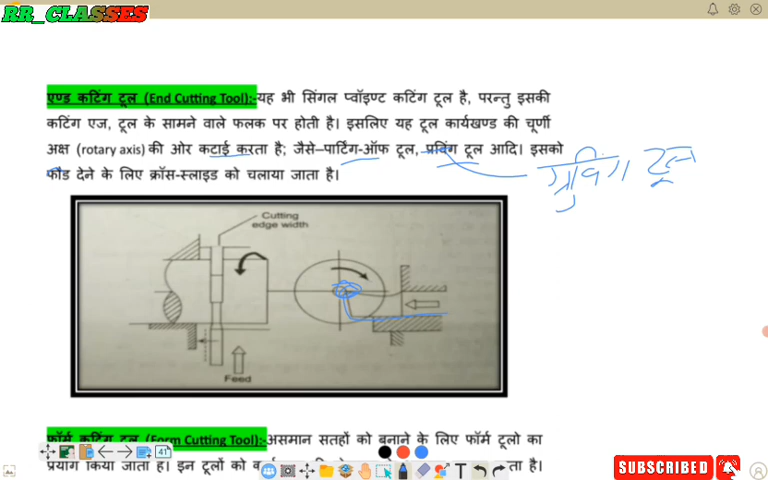 RR_CLASSES
एण्ड कटिंग टूल (End Cutting Tool):-यह भी सिंगल प्वॉइण्ट कटिंग टूल है, परन्तु इसकी
कटिंग एज, टूल के सामने वाले फलक पर होती है। इसलिए यह टूल कार्यखण्ड की घूर्णी
अक्ष (rotary axis) की ओर कटाई करता है; जैसे–पार्टिंग-ऑफ टूल, प्रूविंग टूल आदि। इसको
ग्रुविंग टूल
फीड देने के लिए क्रॉस-स्लाइड को चलाया जाता है।
Cutting
edge width
Feed
फॉर्म कटिंग टूल (Form Cutting Tool):-असमान सतहों को बनाने के लिए फॉर्म टूलो का
प्रयोग किया जाता है। इन टूलों को
ता है।
41
T
SUBSCRIBED